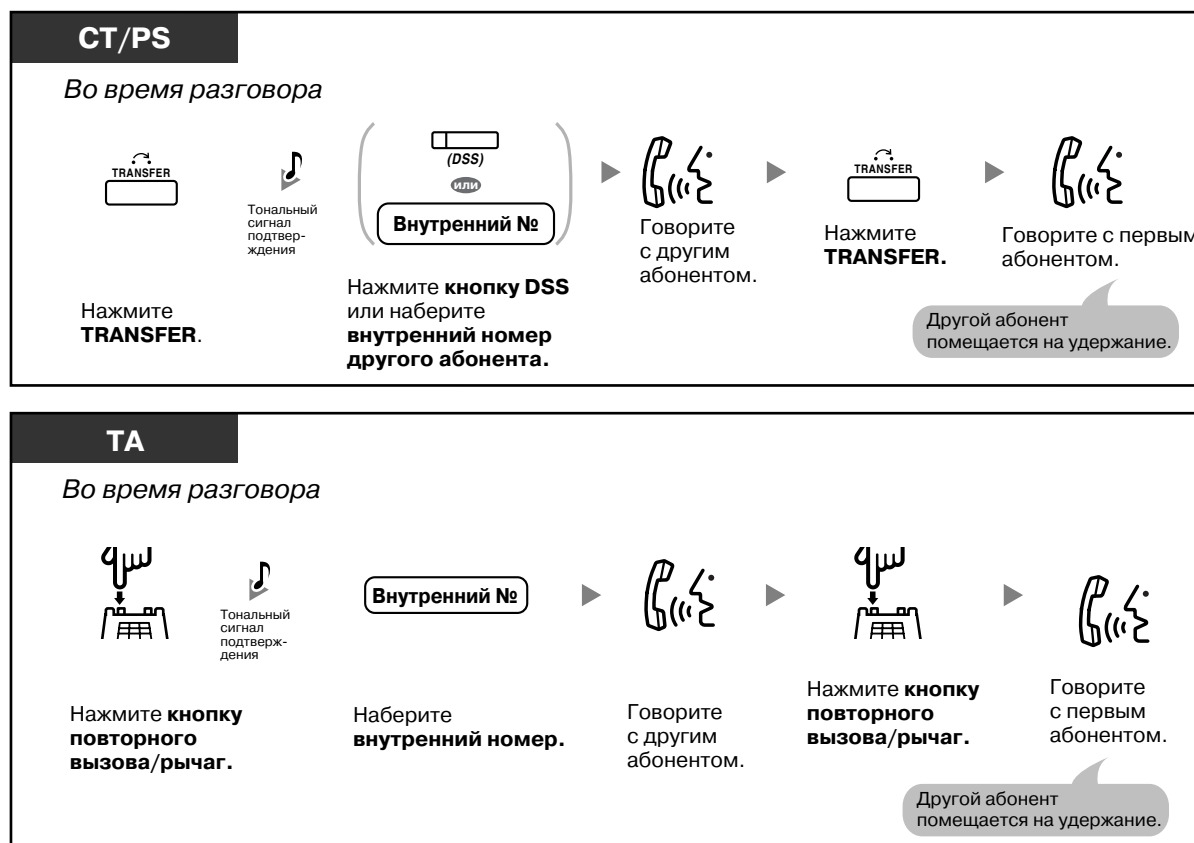 CT/PS
Во время разговора
TRANSFER
Тональный
сигнал
подтвер-
ждения
(DSS)
или
Внутренний №
Нажмите
TRANSFER.
Нажмите кнопку DSS
или наберите
внутренний номер
другого абонента.
Говорите
с другим
абонентом.
TRANSFER
Нажмите
TRANSFER.
Говорите с первым
абонентом.
Другой абонент
помещается на удержание.
TA
Во время разговора
Тональный
сигнал
подтверж-
дения
Внутренний №
Нажмите кнопку
повторного
вызова/рычаг.
Наберите
внутренний номер.
Говорите
с другим
абонентом.
Нажмите кнопку
повторного
вызова/рычаг.
Говорите
с первым
абонентом.
Другой абонент
помещается на удержание.